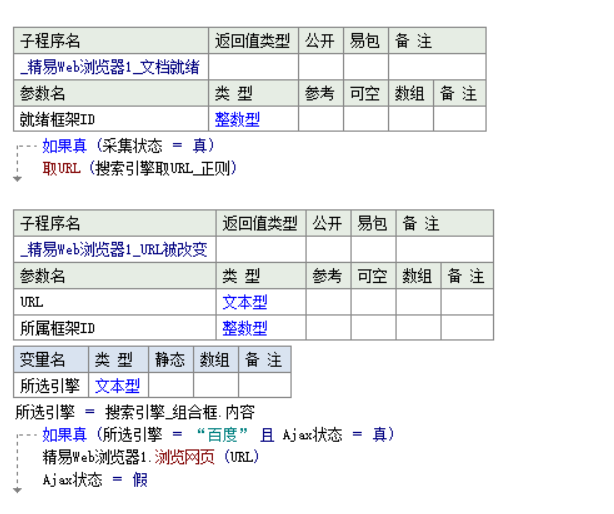 子程序名 返回值类型 公开 易包 备 注
_精易Web浏览器1_文档就绪
参数名 类 型 参考 可空 数组 备 注
就绪框架ID 整数型
如果真 (采集状态 = 真)
取URL (搜索引擎取URL_正则)
子程序名 返回值类型 公开 易包 备 注
_精易Web浏览器1_URL被改变
参数名 类 型 参考 可空 数组 备 注
URL 文本型
所属框架ID 整数型
变量名 类 型 静态 数组 备 注
所选引擎 文本型
所选引擎 = 搜索引擎_组合框.内容
如果真 (所选引擎 = “百度” 且 Ajax状态 = 真)
精易Web浏览器1.浏览网页 (URL)
Ajax状态 = 假